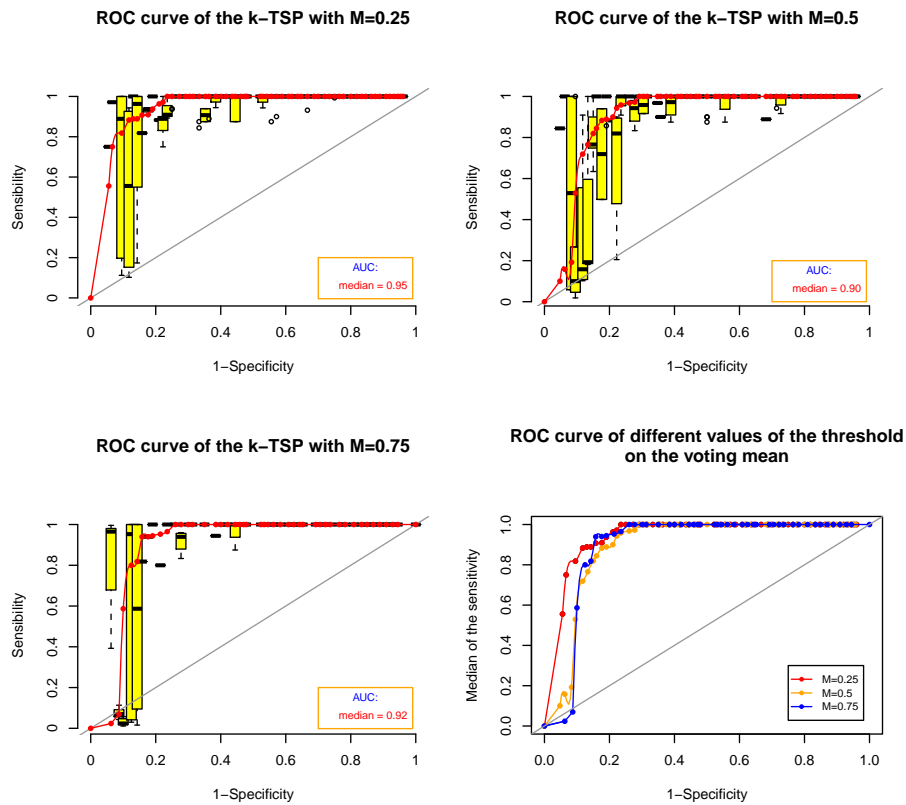 ROC curve of the k−TSP with M=0.25
Sensibility
0
0.2
0.4
0.6
0.8
1
0 0.2 0.4 0.6 0.8 1
1−Specificity
AUC:
median = 0.95
ROC curve of the k−TSP with M=0.5
Sensibility
0
0.2
0.4
0.6
0.8
1
0 0.2 0.4 0.6 0.8 1
1−Specificity
AUC:
median = 0.90
ROC curve of the k−TSP with M=0.75
Sensibility
0
0.2
0.4
0.6
0.8
1
0 0.2 0.4 0.6 0.8 1
1−Specificity
AUC:
median = 0.92
ROC curve of different values of the threshold
on the voting mean
Median of the sensitivity
0.0
0.2
0.4
0.6
0.8
1.0
0.0 0.2 0.4 0.6 0.8 1.0
1−Specificity
M=0.25
M=0.5
M=0.75